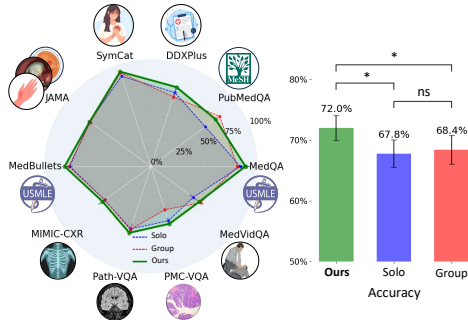 SymCat
DDXPlus
MeSH
PubMedQA
JAMA
100%
75%
50%
25%
0%
MedBullets
MedQA
USMLE
USMLE
MIMIC-CXR
MedVidQA
Solo
Group
Ours
Path-VQA
PMC-VQA
*
*
ns
80%
72.0%
67.8%
68.4%
70%
60%
50%
Ours
Solo
Group
Accuracy